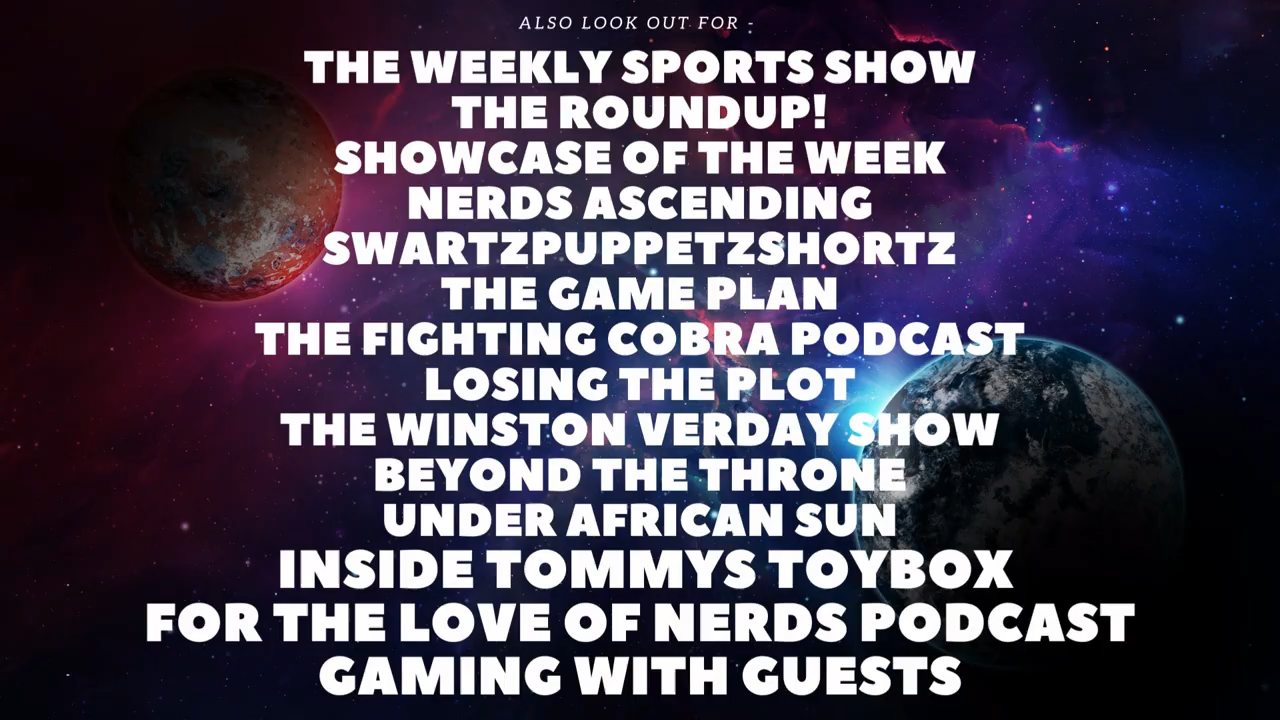 ALSO LOOK OUT FOR -
THE WEEKLY SPORTS SHOW
THE ROUNDUP!
SHOWCASE OF THE WEEK
NERDS ASCENDING
SWARTZPUPPETZSHORTZ
THE GAME PLAN
THE FIGHTING COBRA PODCAST
LOSING THE PLOT
THE WINSTON VERDAY SHOW
BEYOND THE THRONE
UNDER AFRICAN SUN
INSIDE TOMMYS TOYBOX
FOR THE LOVE OF NERDS PODCAST
GAMING WITH GUESTS